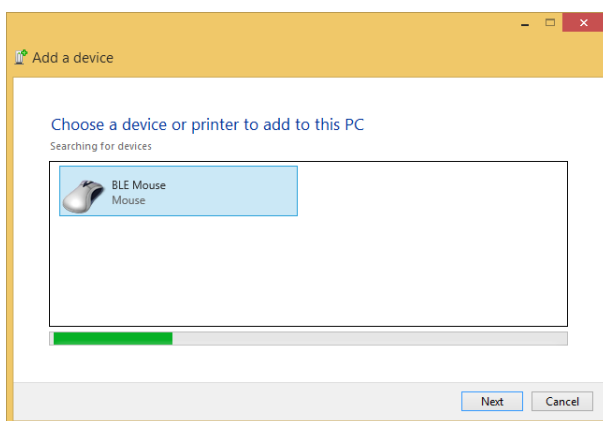 Add a device
Choose a device or printer to add to this PC
Searching for devices
BLE Mouse
Mouse
Next
Cancel